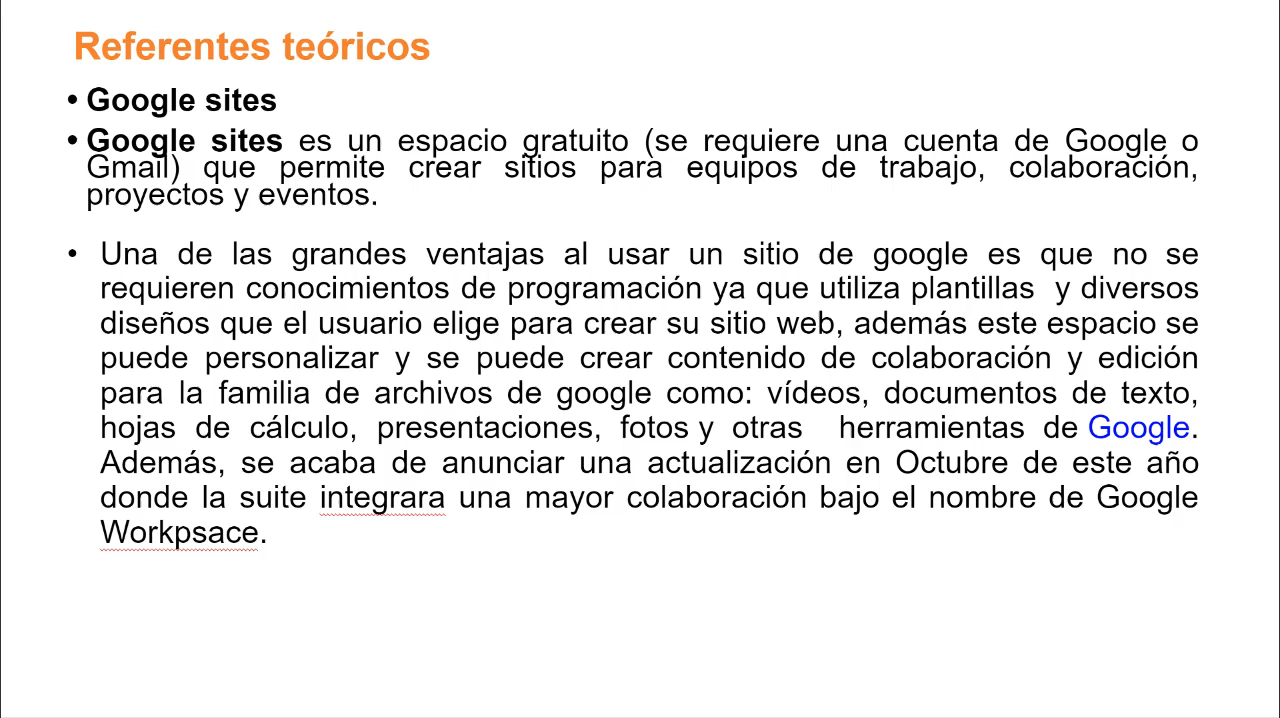 Referentes teóricos
• Google sites
• Google sites es un espacio gratuito (se requiere una cuenta de Google o
Gmail) que permite crear sitios para equipos de trabajo, colaboración,
proyectos y eventos.
• Una de las grandes ventajas al usar un sitio de google es que no se
requieren conocimientos de programación ya que utiliza plantillas y diversos
diseños que el usuario elige para crear su sitio web, además este espacio se
puede personalizar y se puede crear contenido de colaboración y edición
para la familia de archivos de google como: vídeos, documentos de texto,
hojas de cálculo, presentaciones, fotos y otras herramientas de Google.
Además, se acaba de anunciar una actualización en Octubre de este año
donde la suite integrara una mayor colaboración bajo el nombre de Google
Workpsace.